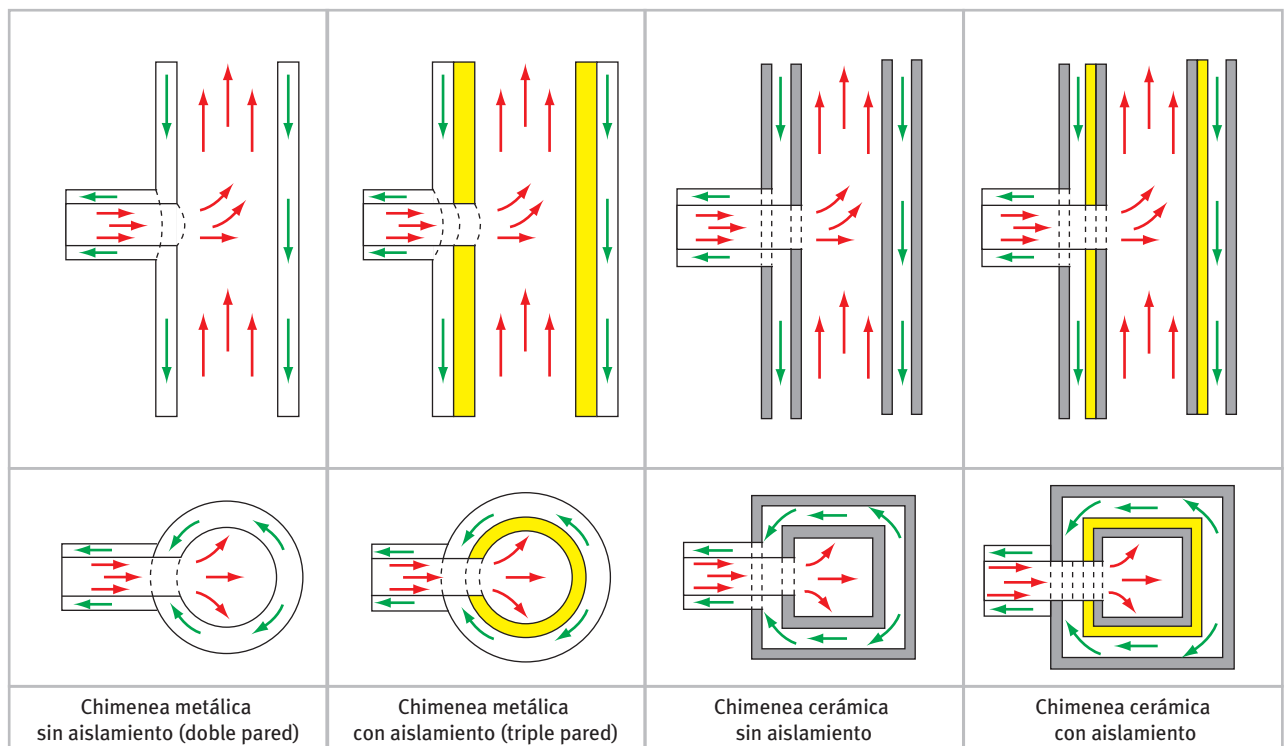 Chimenea metálica
sin aislamiento (doble pared)
Chimenea metálica
con aislamiento (triple pared)
Chimenea cerámica
sin aislamiento
Chimenea cerámica
con aislamiento